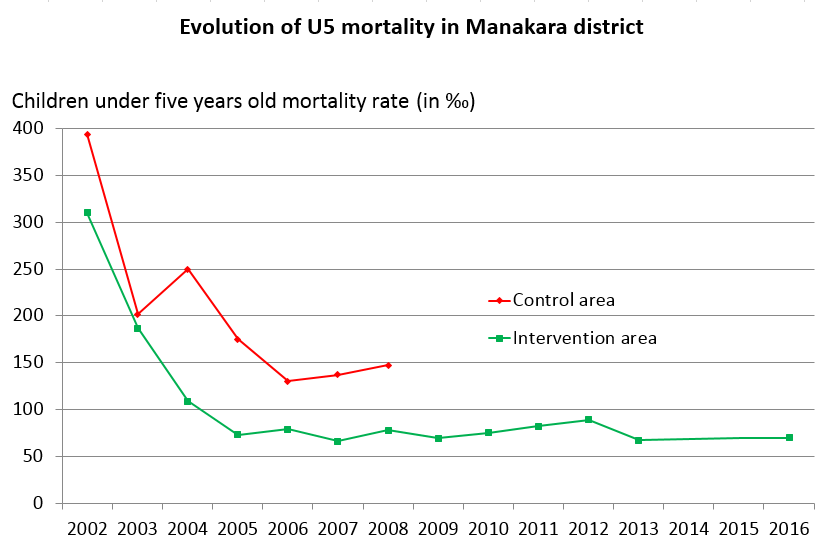 Evolution of U5 mortality in Manakara district
Children under five years old mortality rate (in ‰)
400
350
300
250
200
150
100
50
0
Control area
Intervention area
2002 2003 2004 2005 2006 2007 2008 2009 2010 2011 2012 2013 2014 2015 2016